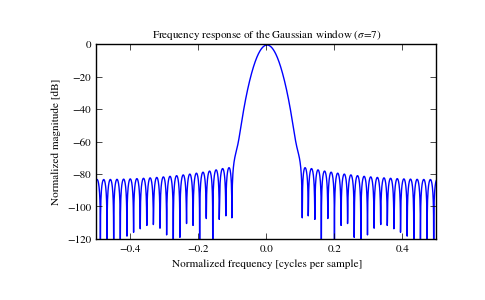 Frequency response of the Gaussian window (σ=7)
Normalized magnitude [dB]
0
−20
−40
−60
−80
−100
−120
−0.4 −0.2 0.0 0.2 0.4
Normalized frequency [cycles per sample]